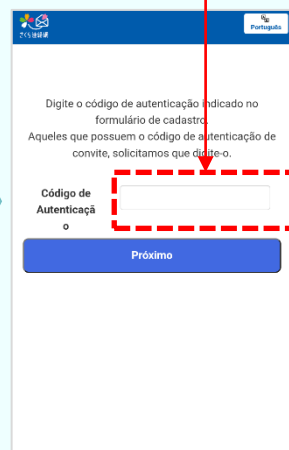 さくら連絡網
Português
Digite o código de autenticação indicado no
formulário de cadastro.
Aqueles que possuem o código de autenticação de
convite, solicitamos que digite-o.
Código de
Autenticaçã
o
Próximo